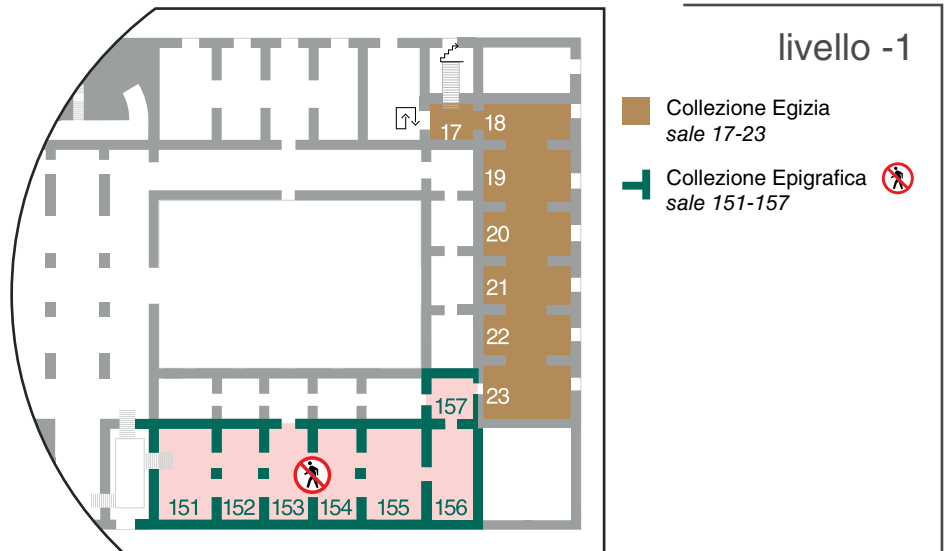 livello -1
Collezione Egizia
sale 17-23
Collezione Epigrafica
sale 151-157
17
18
19
20
21
22
23
157
151
152
153
154
155
156